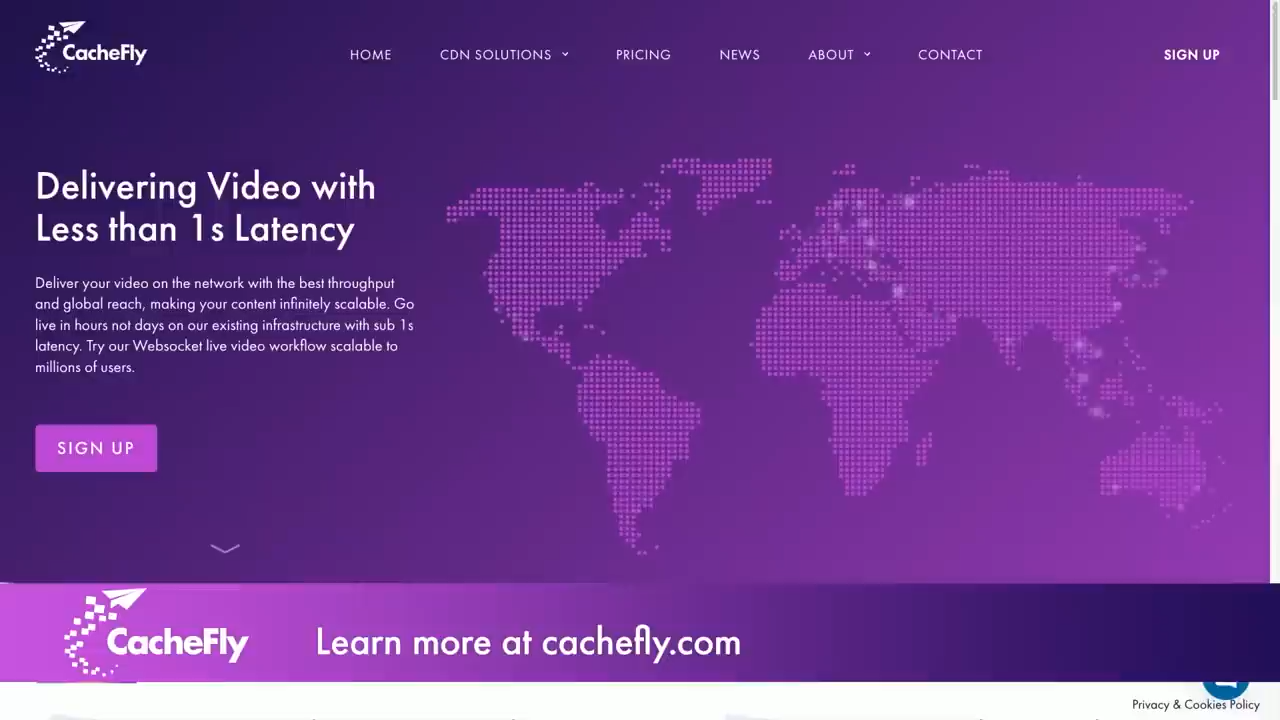 CacheFly
HOME
CDN SOLUTIONS
PRICING
NEWS
ABOUT
CONTACT
SIGN UP
Delivering Video with
Less than 1s Latency
Deliver your video on the network with the best throughput
and global reach, making your content infinitely scalable. Go
live in hours not days on our existing infrastructure with sub 1s
latency. Try our Websocket live video workflow scalable to
millions of users.
SIGN UP
CacheFly
Learn more at cachefly.com
Privacy & Cookies Policy